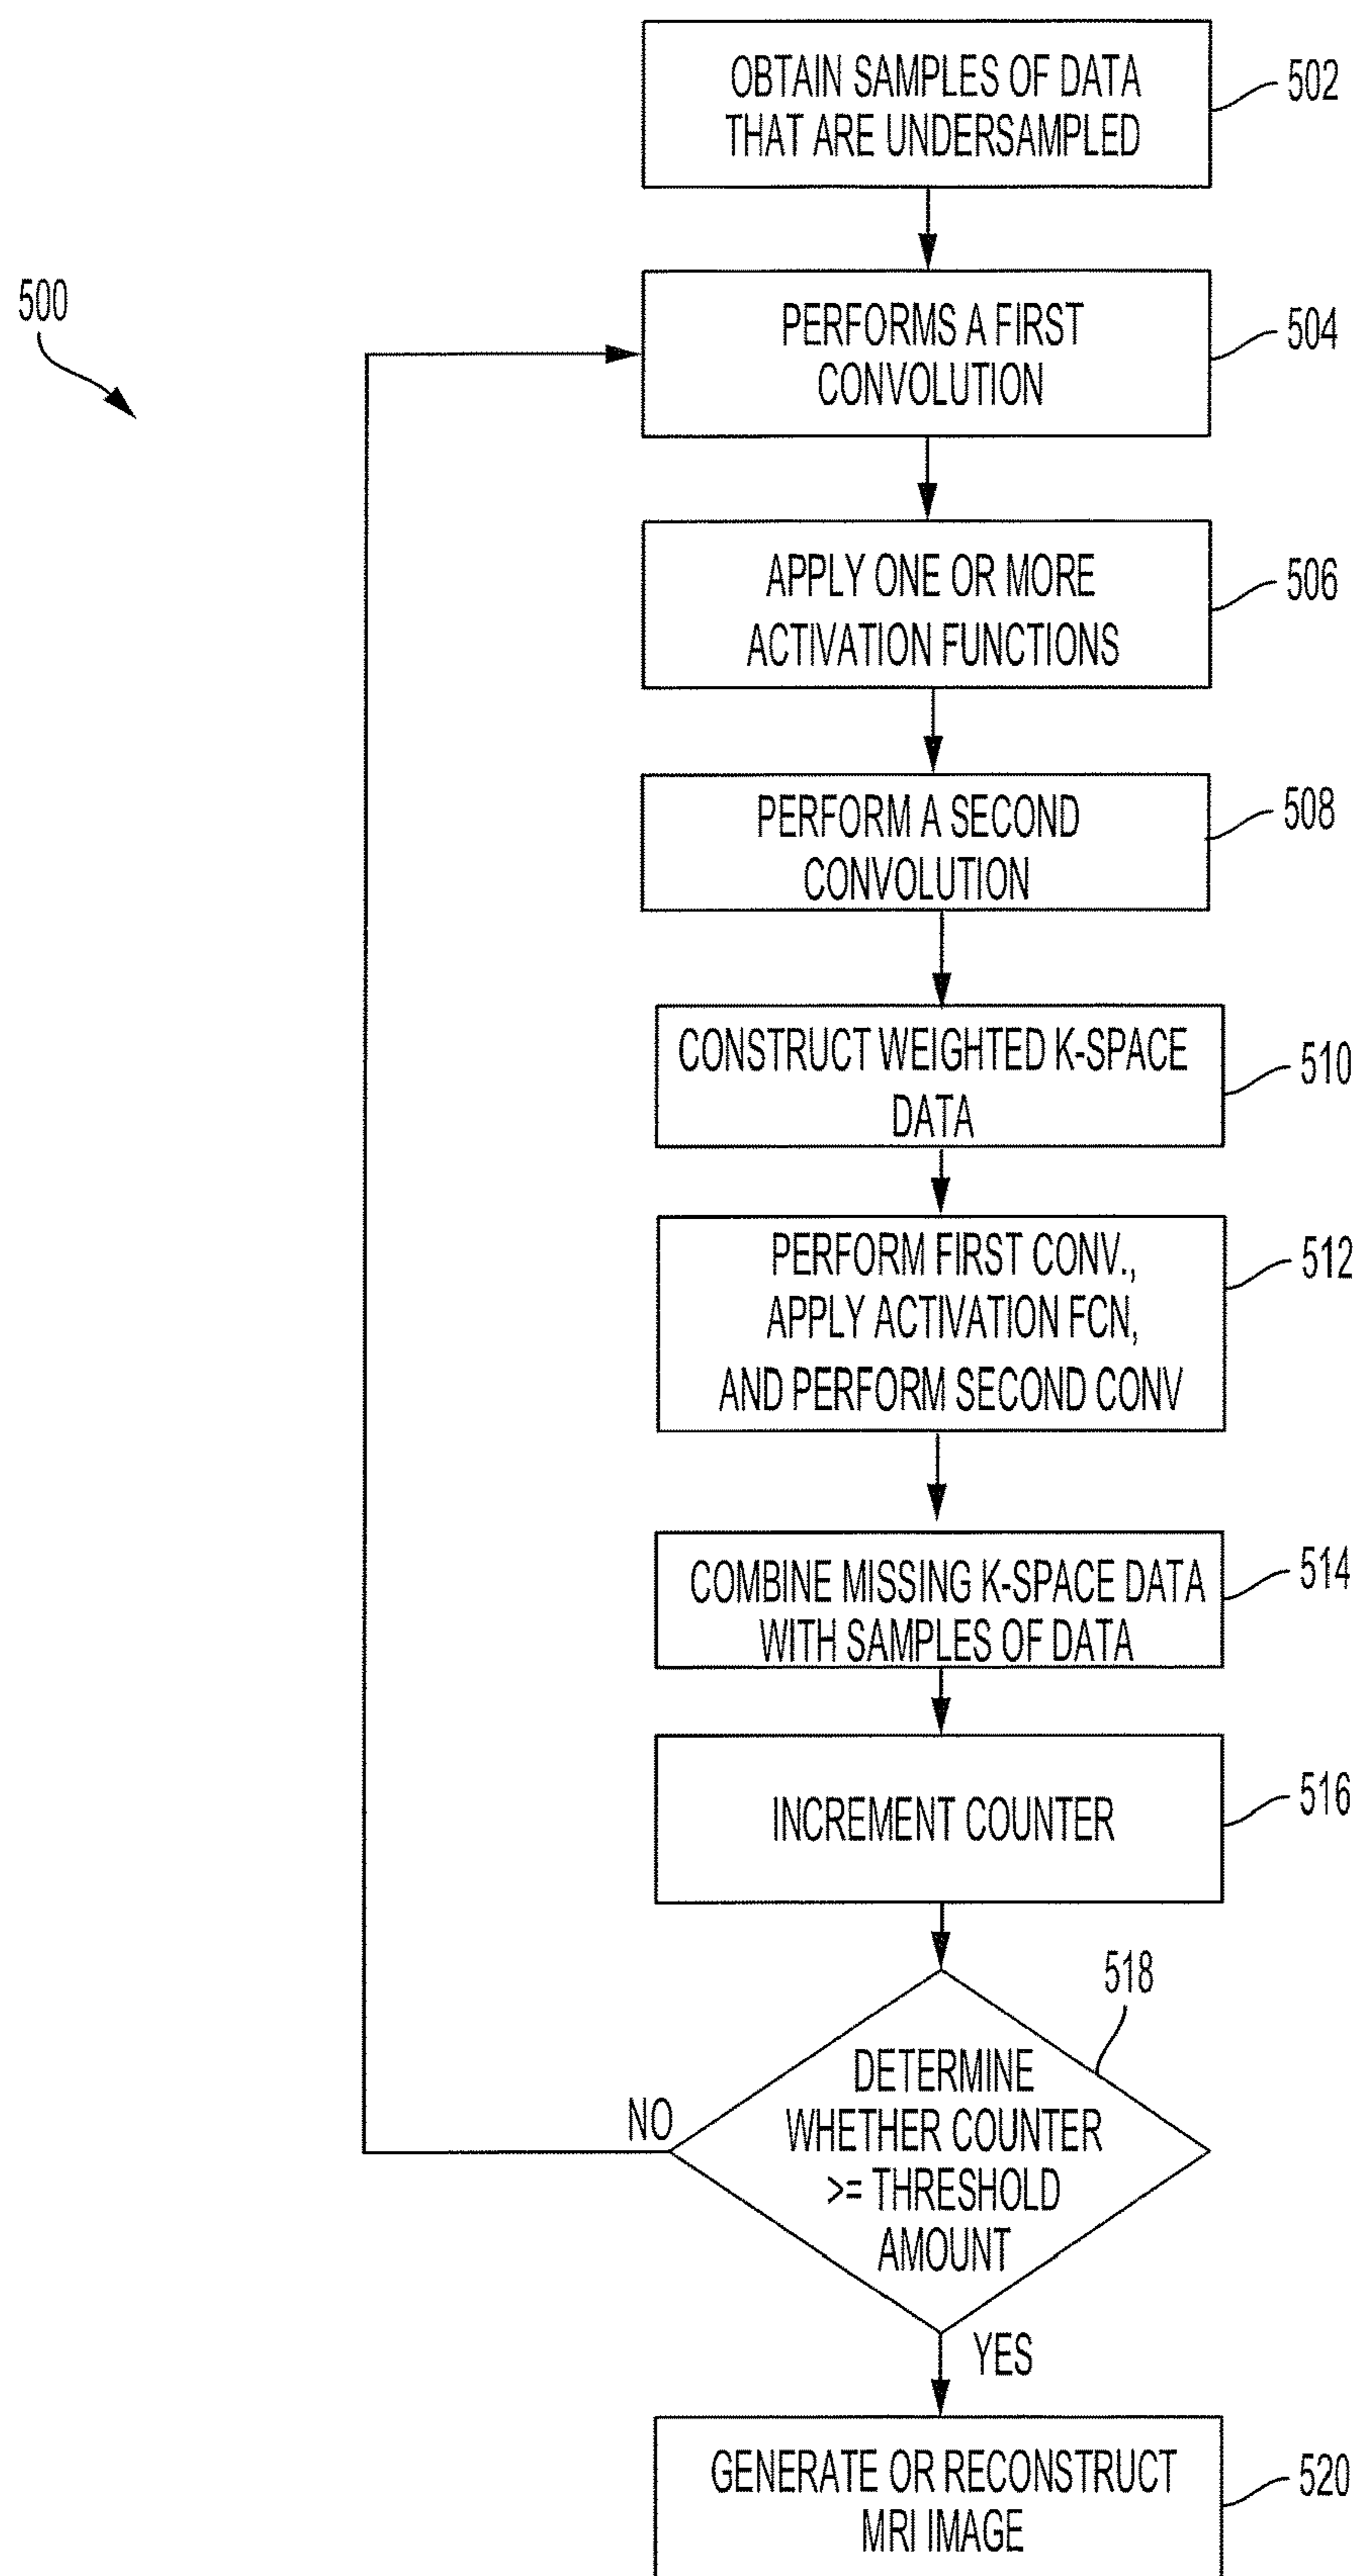 OBTAIN SAMPLES OF DATA
THAT ARE UNDERSAMPLED
502
500
PERFORMS A FIRST
CONVOLUTION
504
APPLY ONE OR MORE
ACTIVATION FUNCTIONS
506
PERFORM A SECOND
CONVOLUTION
508
CONSTRUCT WEIGHTED K-SPACE
DATA
510
PERFORM FIRST CONV.,
APPLY ACTIVATION FCN,
AND PERFORM SECOND CONV
512
COMBINE MISSING K-SPACE DATA
WITH SAMPLES OF DATA
514
INCREMENT COUNTER
516
518
DETERMINE
WHETHER COUNTER
>= THRESHOLD
AMOUNT
NO
YES
GENERATE OR RECONSTRUCT
MRI IMAGE
520